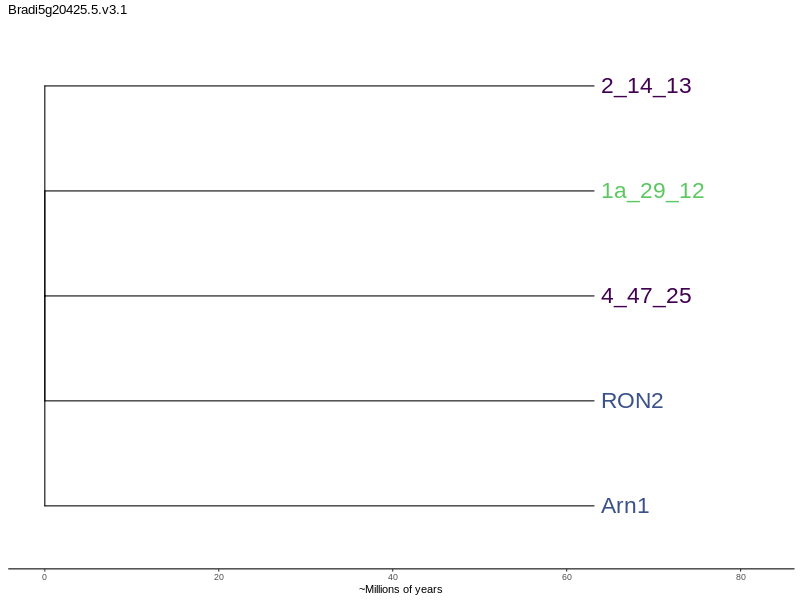 Bradi5g20425.5.v3.1
2_14_13
1a_29_12
4_47_25
RON2
Arn1
0 20 40 60 80
~Millions of years